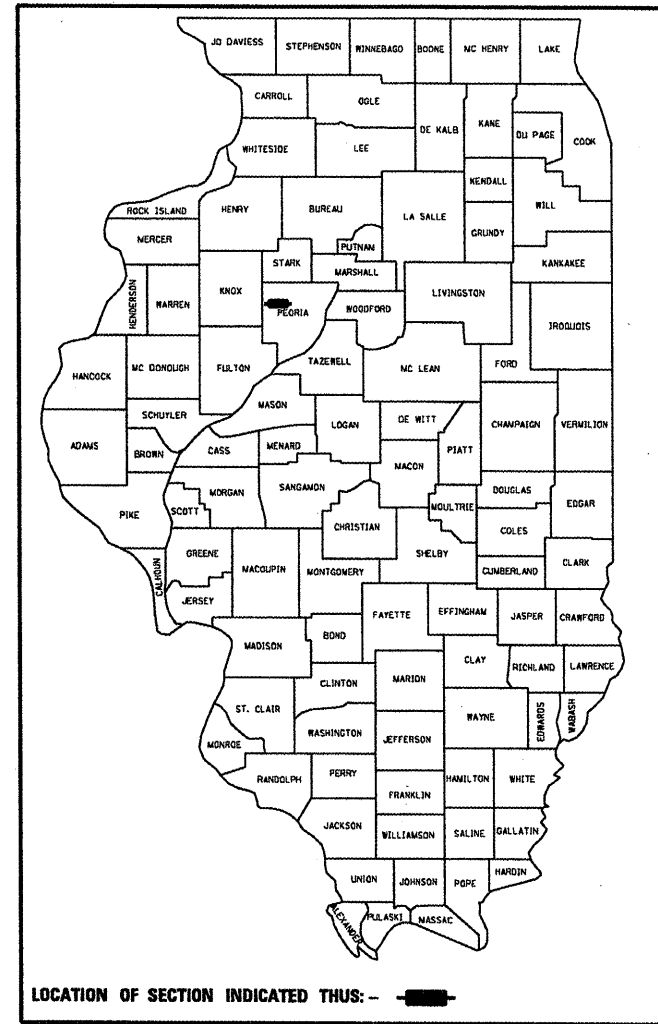 JO DAVIESS STEPHENSON WINNEBAGO BOONE MC HENRY LAKE
CARROLL OGLE DE KALB KANE DU PAGE COOK
WHITESIDE LEE KENDALL WILL
ROCK ISLAND HENRY BUREAU LA SALLE GRUNDY
MERCER PUTNAM KANKAKEE
STARK MARSHALL
HENDERSON WARREN KNOX PEORIA WOODFORD LIVINGSTON IROQUOIS
HANCOCK MC DONOUGH FULTON TAZEWELL MC LEAN FORD
SCHUYLER MASON LOGAN DE WITT CHAMPAIGN VERMILION
ADAMS BROWN CASS MENARD MACON PIATT
PIKE SCOTT MORGAN SANGAMON CHRISTIAN MOULTRIE DOUGLAS EDGAR
COLES
CALHOUN GREENE MACOUPIN MONTGOMERY SHELBY CUMBERLAND CLARK
JERSEY FAYETTE EFFINGHAM JASPER CRAWFORD
MADISON BOND CLAY RICHLAND LAWRENCE
CLINTON MARION
ST. CLAIR WASHINGTON JEFFERSON WAYNE EDWARDS WABASH
MONROE
RANDOLPH PERRY FRANKLIN HAMILTON WHITE
JACKSON WILLIAMSON SALINE GALLATIN
UNION JOHNSON POPE HARDIN
ALEXANDER PULASKI MASSAC
LOCATION OF SECTION INDICATED THUS: –